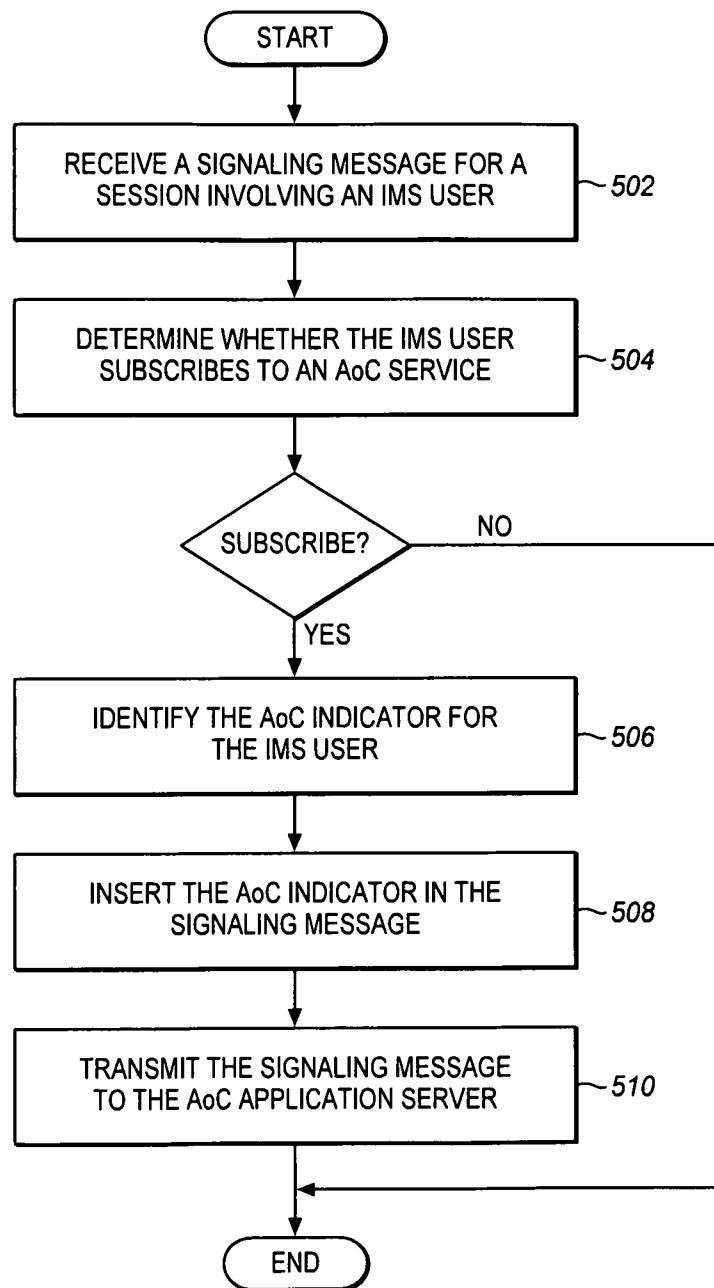 START
RECEIVE A SIGNALING MESSAGE FOR A
SESSION INVOLVING AN IMS USER
502
DETERMINE WHETHER THE IMS USER
SUBSCRIBES TO AN AoC SERVICE
504
SUBSCRIBE?
NO
YES
IDENTIFY THE AoC INDICATOR FOR
THE IMS USER
506
INSERT THE AoC INDICATOR IN THE
SIGNALING MESSAGE
508
TRANSMIT THE SIGNALING MESSAGE
TO THE AoC APPLICATION SERVER
510
END